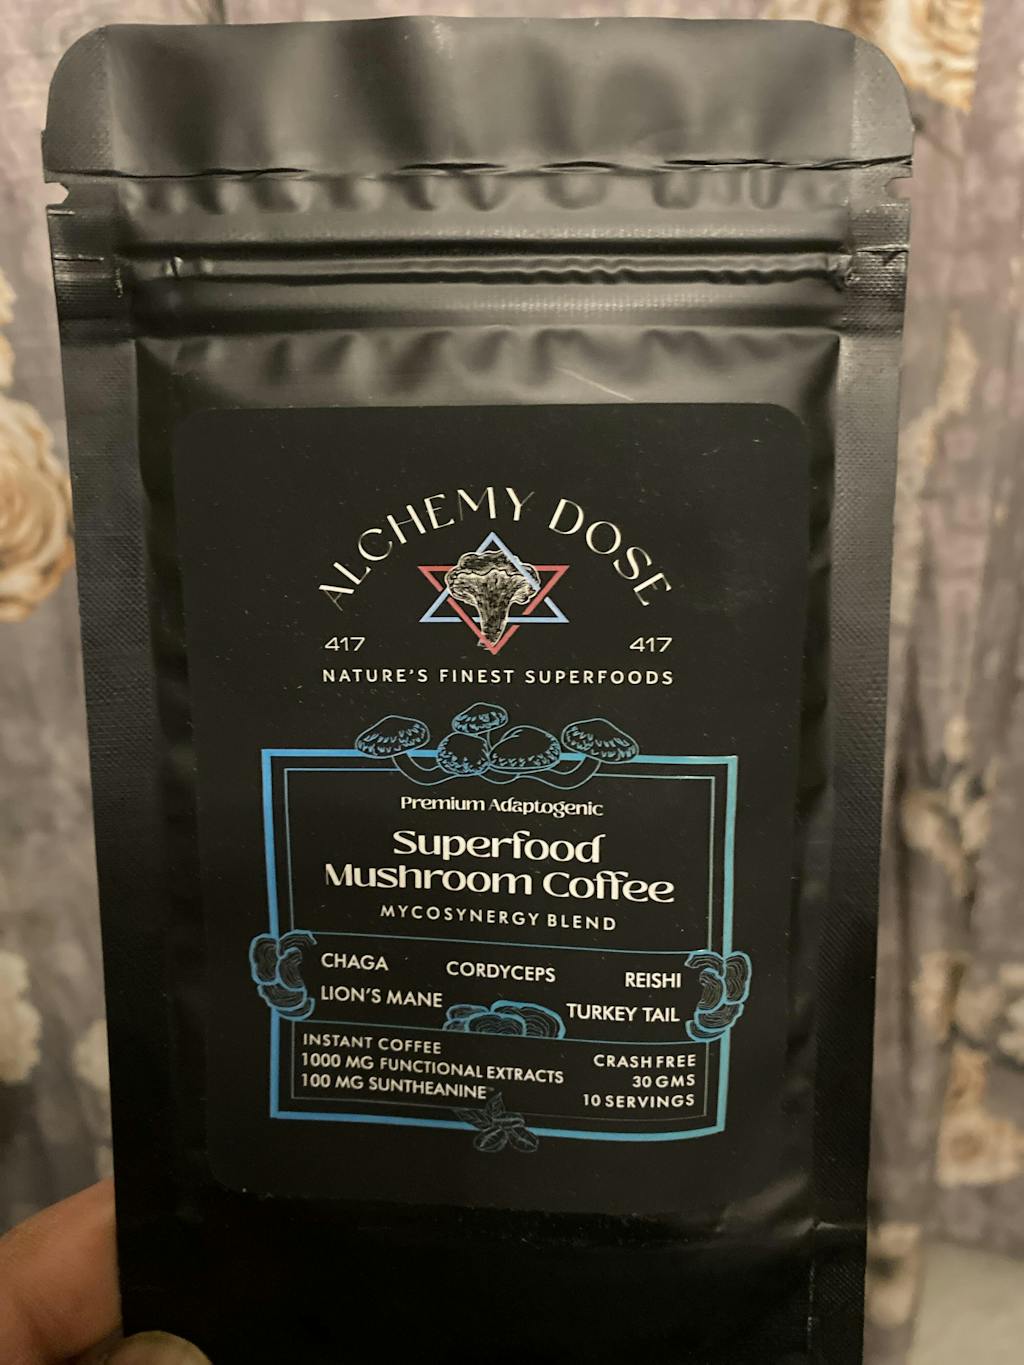 ALCHEMY DOSE
417 417
NATURE'S FINEST SUPERFOODS
Premium Adaptogenic
Superfood
Mushroom Coffee
MYCOSYNERGY BLEND
CHAGA CORDYCEPS REISHI
LION'S MANE TURKEY TAIL
INSTANT COFFEE
1000 MG FUNCTIONAL EXTRACTS
100 MG SUNTHEANINE™
CRASH FREE
30 GMS
10 SERVINGS